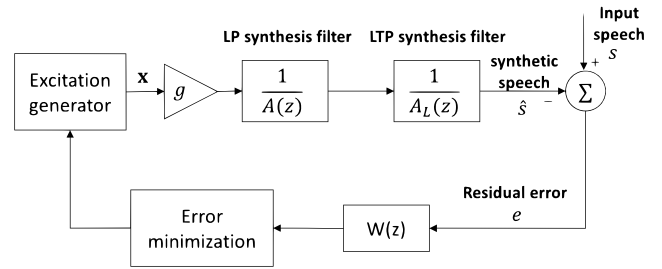 Input
speech
s
LP synthesis filter
LTP synthesis filter
synthetic
speech
+
Excitation
generator
x
g
1
A(z)
1
A_L(z)
ŝ
−
Σ
Residual error
e
Error
minimization
W(z)